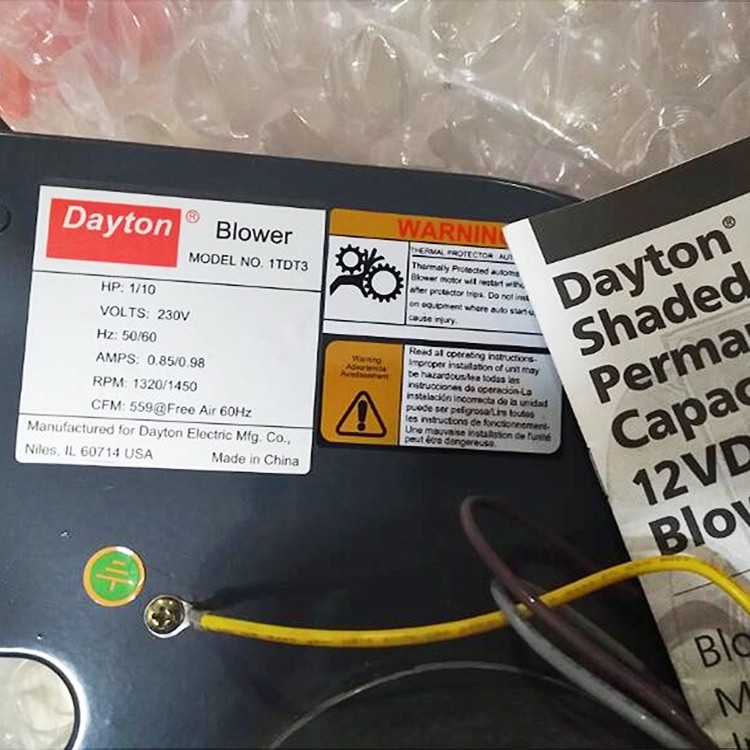 Dayton® Blower
MODEL NO. 1TDT3
HP: 1/10
VOLTS: 230V
Hz: 50/60
AMPS: 0.85/0.98
RPM: 1320/1450
CFM: 559@Free Air 60Hz
Manufactured for Dayton Electric Mfg. Co.,
Niles, IL 60714 USA Made in China
WARNING
THERMAL PROTECTOR
Thermally Protected
Blower motor will restart
after protector trips. Do not
on equipment where auto
cause injury.
Warning
Read all operating instructions-
Improper installation of unit may
be hazardous/lea todas las
instrucciones de operación-La
instalación incorrecta de la unidad
puede ser peligrosa/Lire toutes
les instructions de fonctionnement-
Une mauvaise installation de l'unité
peut être dangereuse.
Dayton®
Shaded
Perma
Capac
12VD
Blow
Blo
M